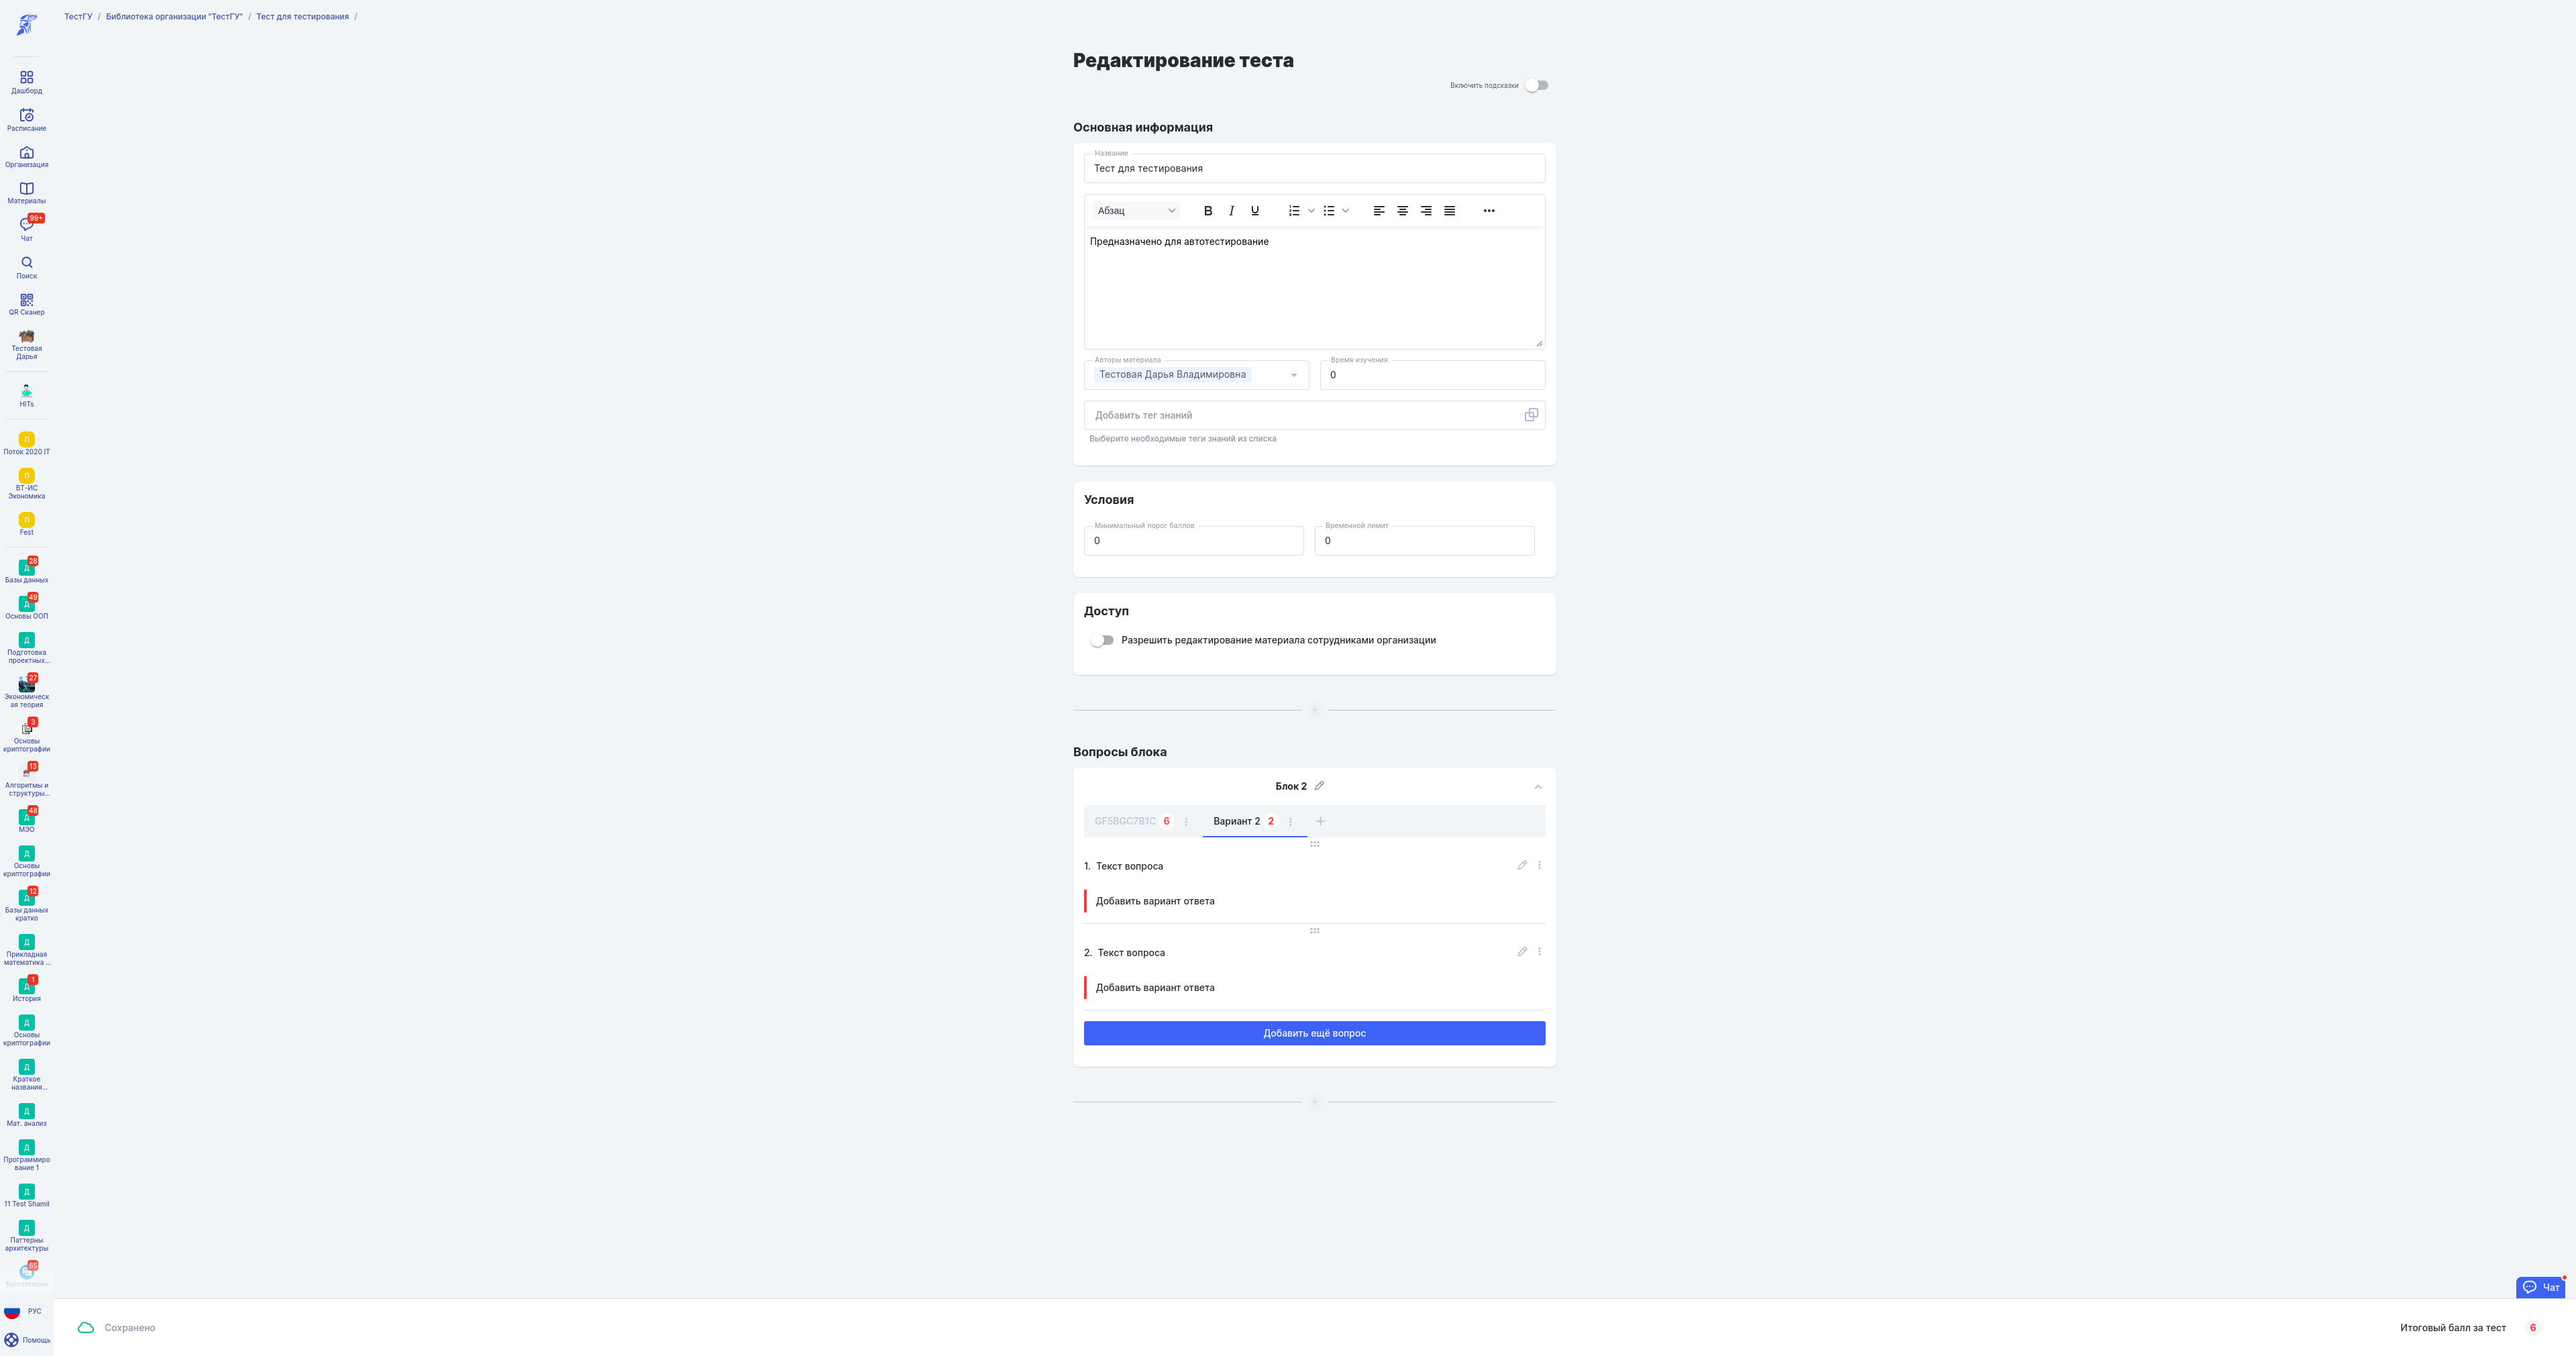 ТестГУ / Библиотека организации "ТестГУ" / Тест для тестирования /
Дашборд
Расписание
Организация
Материалы
99+
Чат
Поиск
QR Сканер
Тестовая
Дарья
HITs
П
Поток 2020 IT
П
ВТ-ИС
Экономика
П
Fest
28
Д
Базы данных
49
Д
Основы ООП
Д
Подготовка
проектных...
27
Экономическ
ая теория
3
Основы
криптографии
13
Алгоритмы и
структуры...
48
Д
МЭО
Д
Основы
криптографии
12
Д
Базы данных
кратко
Д
Прикладная
математика ...
1
Д
История
Д
Основы
криптографии
Д
Краткое
названия...
Д
Мат. анализ
Д
Программиро
вание 1
Д
11 Test Shamil
Д
Паттерны
архитектуры
65
Бухгалтерия
РУС
Помощь
Редактирование теста
Включить подсказки
Основная информация
Название
Тест для тестирования
Абзац
Предназначено для автотестирование
Авторы материала
Тестовая Дарья Владимировна
Время изучения
0
Добавить тег знаний
Выберите необходимые теги знаний из списка
Условия
Минимальный порог баллов
0
Временной лимит
0
Доступ
Разрешить редактирование материала сотрудниками организации
Вопросы блока
Блок 2
GF5BGC7B1C 6 Вариант 2 2
1. Текст вопроса
Добавить вариант ответа
2. Текст вопроса
Добавить вариант ответа
Добавить ещё вопрос
Чат
Сохранено
Итоговый балл за тест 6